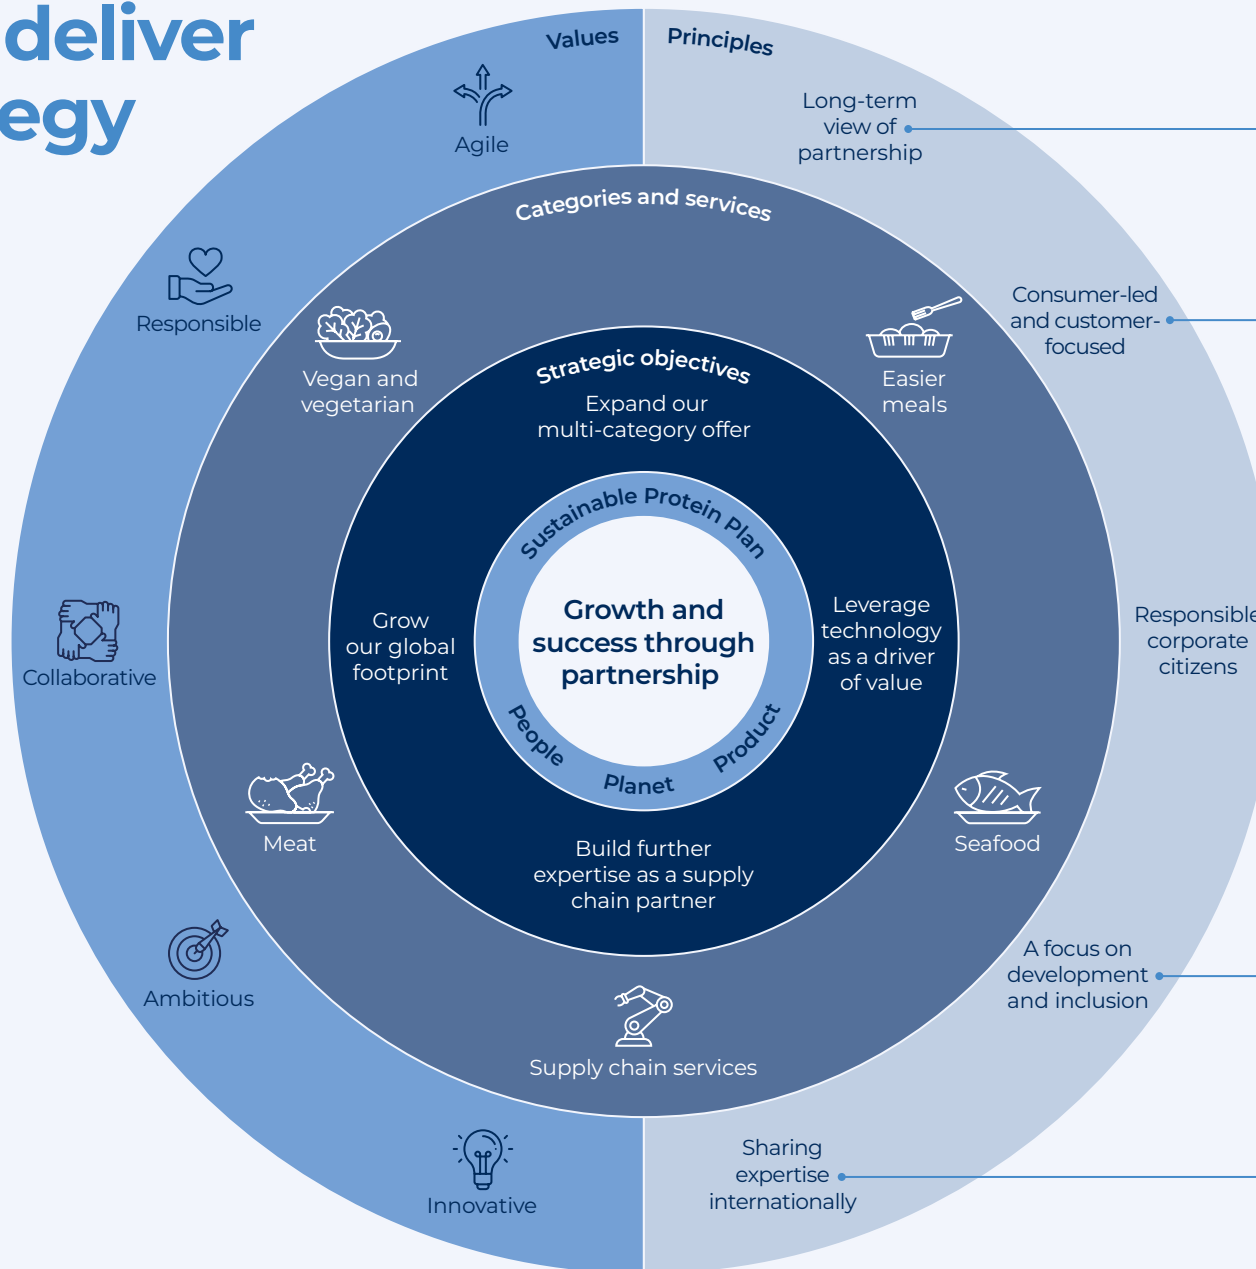 deliver
egy
Values
Principles
Agile
Long-term
view of
partnership
Categories and services
Responsible
Consumer-led
and customer-
focused
Vegan and
vegetarian
Easier
meals
Strategic objectives
Expand our
multi-category offer
Sustainable Protein Plan
Growth and
success through
partnership
Grow
our global
footprint
Leverage
technology
as a driver
of value
Collaborative
Responsible
corporate
citizens
People
Planet
Product
Meat
Seafood
Build further
expertise as a supply
chain partner
Ambitious
A focus on
development
and inclusion
Supply chain services
Innovative
Sharing
expertise
internationally